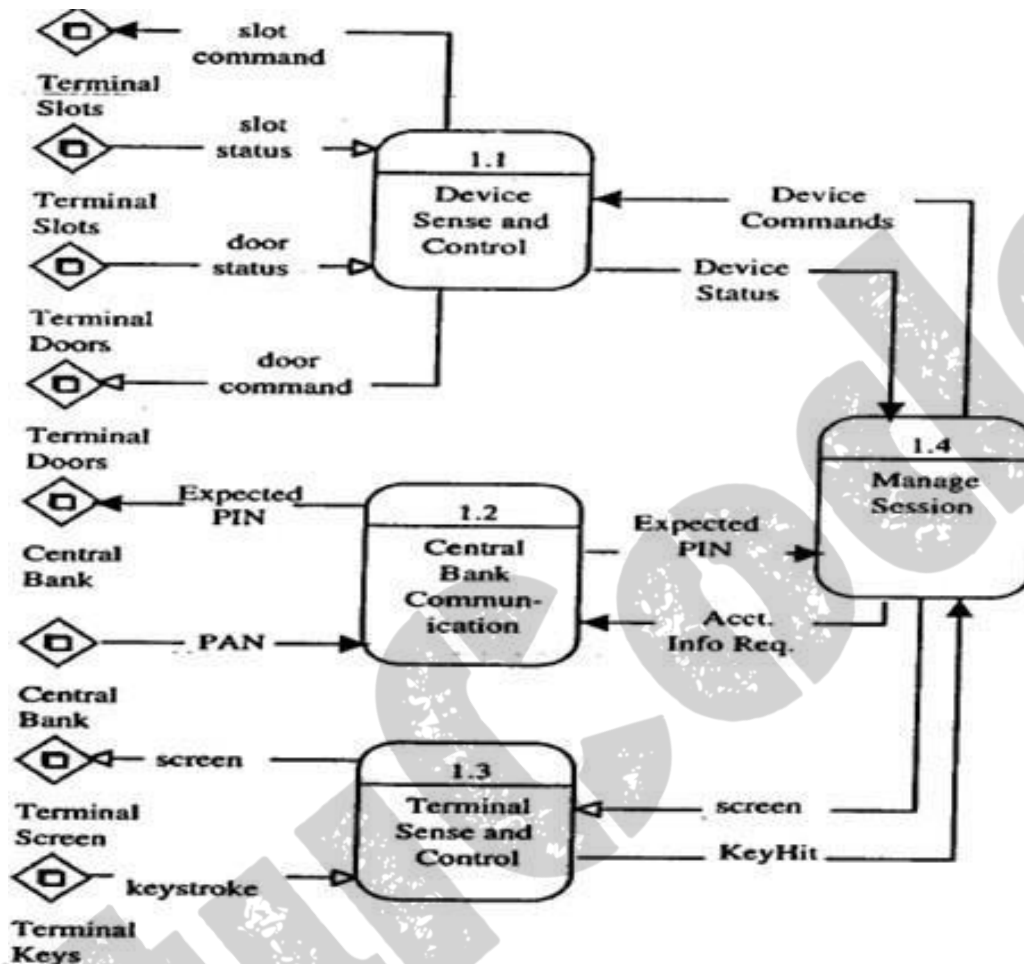 slot
command
Terminal
Slots
slot
status
1.1
Device
Sense and
Control
Device
Commands
Terminal
Slots
door
status
Device
Status
Terminal
Doors
door
command
1.4
Manage
Session
Terminal
Doors
Expected
PIN
1.2
Central
Bank
Commun-
ication
Expected
PIN
Central
Bank
PAN
Acct.
Info Req.
Central
Bank
screen
1.3
Terminal
Sense and
Control
screen
KeyHit
Terminal
Screen
keystroke
Terminal
Keys